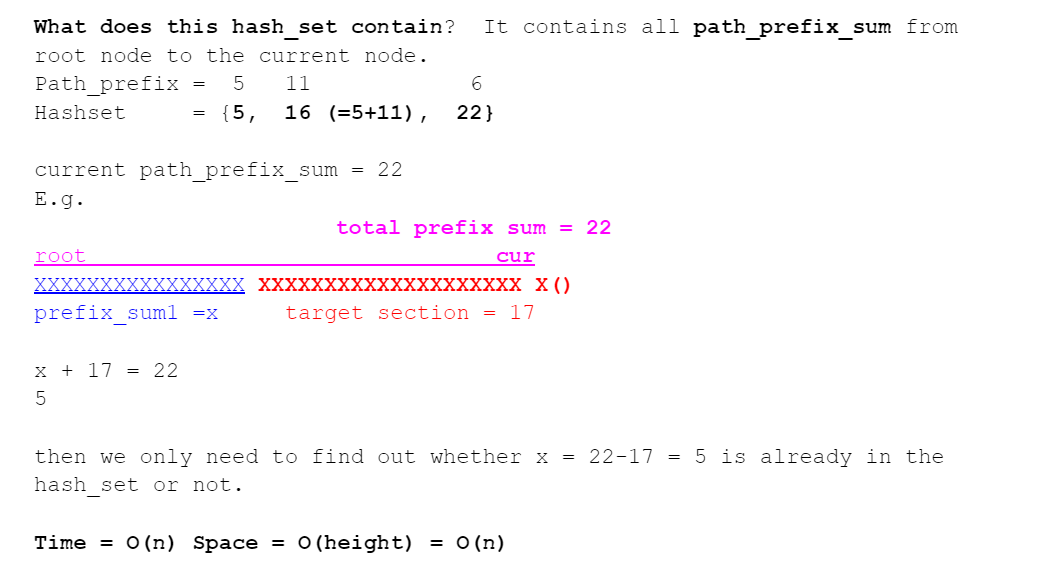 What does this hash_set contain? It contains all path_prefix_sum from
root node to the current node.
Path_prefix = 5 11 6
Hashset = {5, 16 (=5+11), 22}
current path_prefix_sum = 22
E.g.
total prefix sum = 22
root cur
XXXXXXXXXXXXXXXX XXXXXXXXXXXXXXXXXXXX X()
prefix_sum1 =x target section = 17
x + 17 = 22
5
then we only need to find out whether x = 22-17 = 5 is already in the
hash_set or not.
Time = O(n) Space = O(height) = O(n)